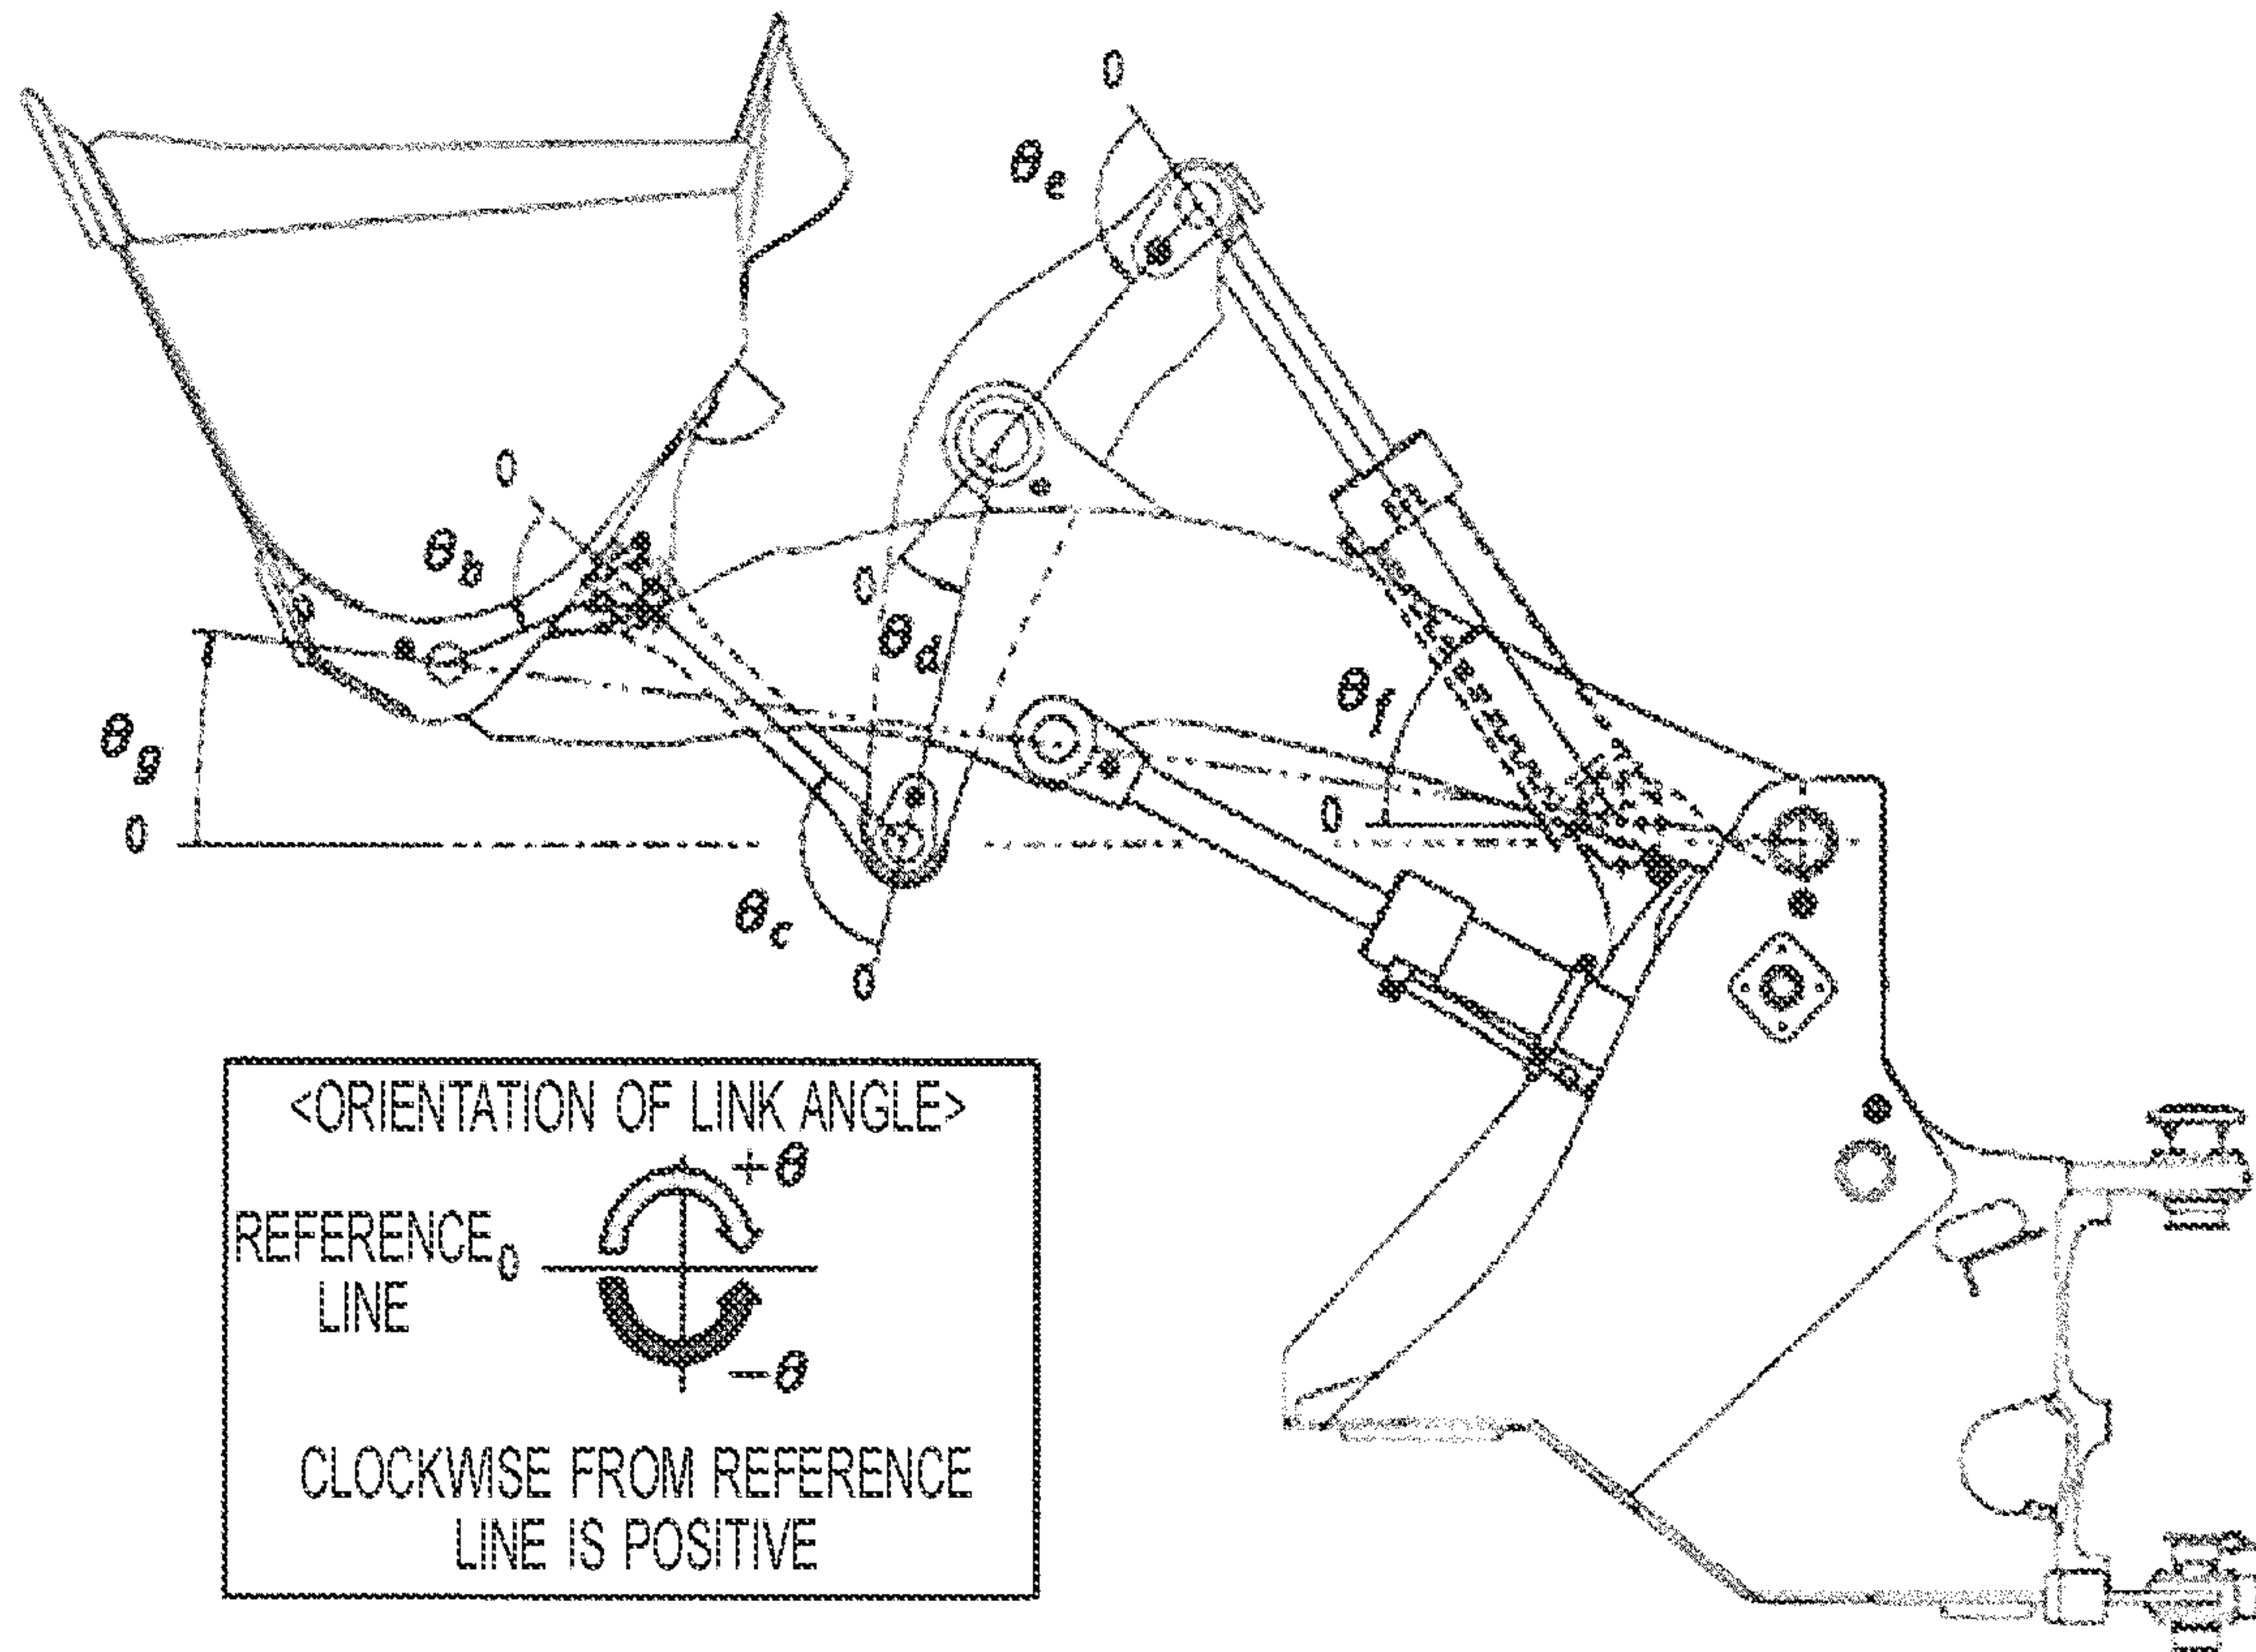 0
θe
0
θb
0
θd
θf
θg
0
0
θc
0
<ORIENTATION OF LINK ANGLE>
+θ
REFERENCE 0
LINE
−θ
CLOCKWISE FROM REFERENCE
LINE IS POSITIVE